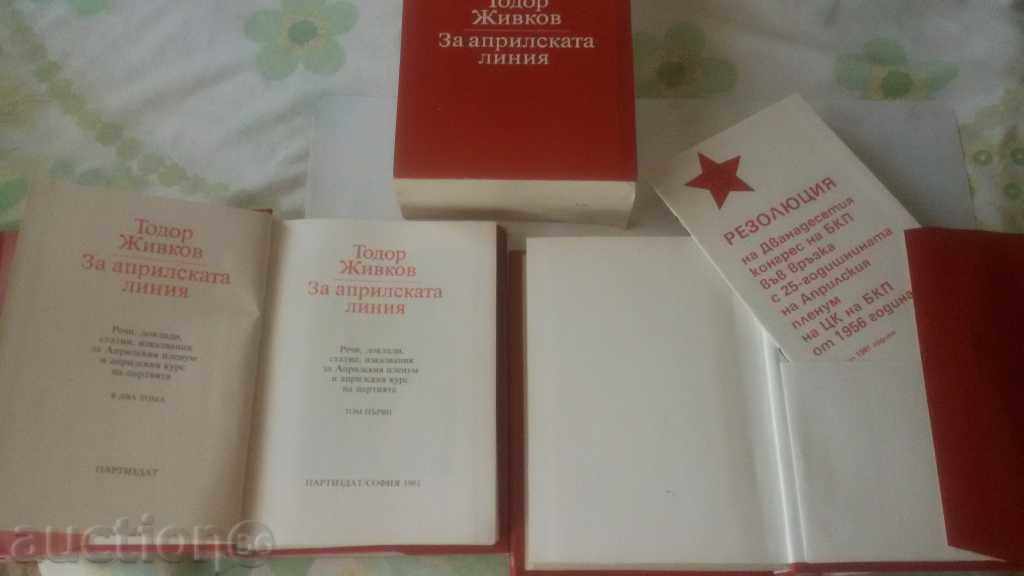 Тодор
Живков
За априлската
линия
Тодор
Живков
За априлската
линия
Речи, доклади,
статии, изказвания
за Априлския пленум
и априлския курс
на партията
В ДВА ТОМА
ПАРТИЗДАТ
Тодор
Живков
За априлската
линия
Речи, доклади,
статии, изказвания
за Априлския пленум
и априлския курс
на партията
ТОМ ПЪРВИ
ПАРТИЗДАТ/СОФИЯ 1981
РЕЗОЛЮЦИЯ
на Дванадесетия
конгрес на БКП
във връзка
с 25-годишнината
на Априлския
пленум
на ЦК на БКП
от 1956 година
auction